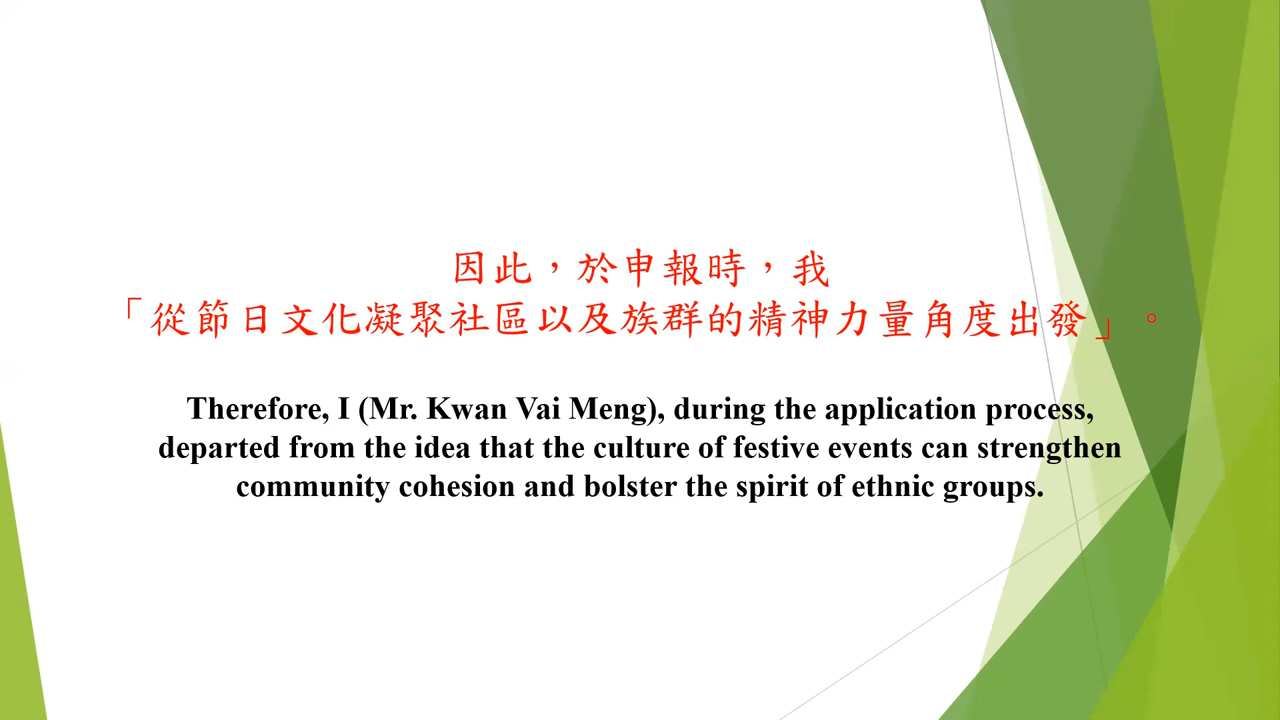 因此，於申報時，我
「從節日文化凝聚社區以及族群的精神力量角度出發」。
Therefore, I (Mr. Kwan Vai Meng), during the application process,
departed from the idea that the culture of festive events can strengthen
community cohesion and bolster the spirit of ethnic groups.